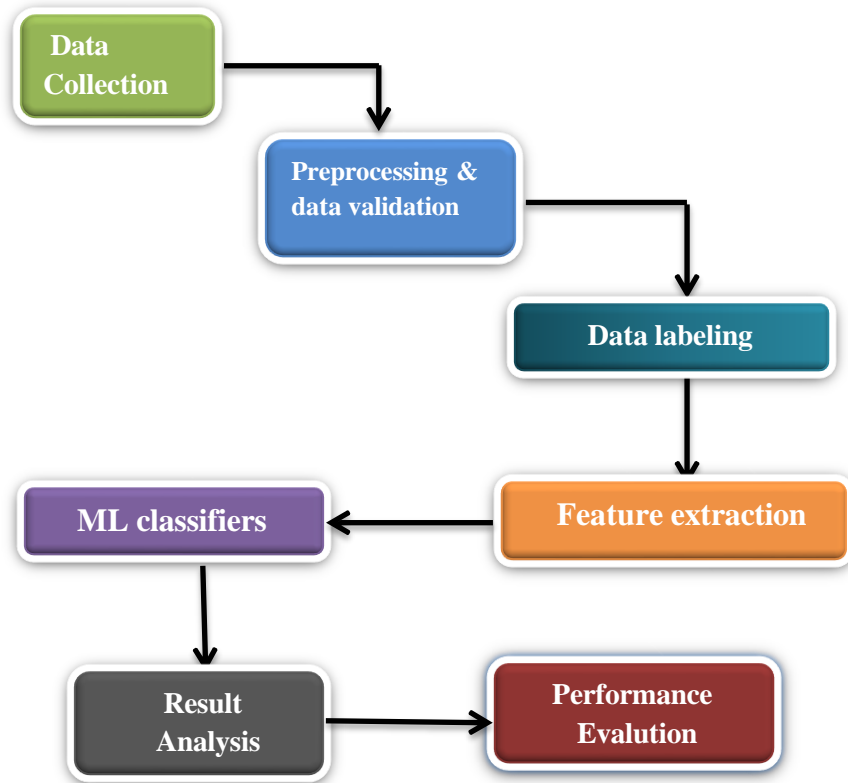 Data
Collection
Preprocessing &
data validation
Data labeling
Feature extraction
ML classifiers
Result
Analysis
Performance
Evalution